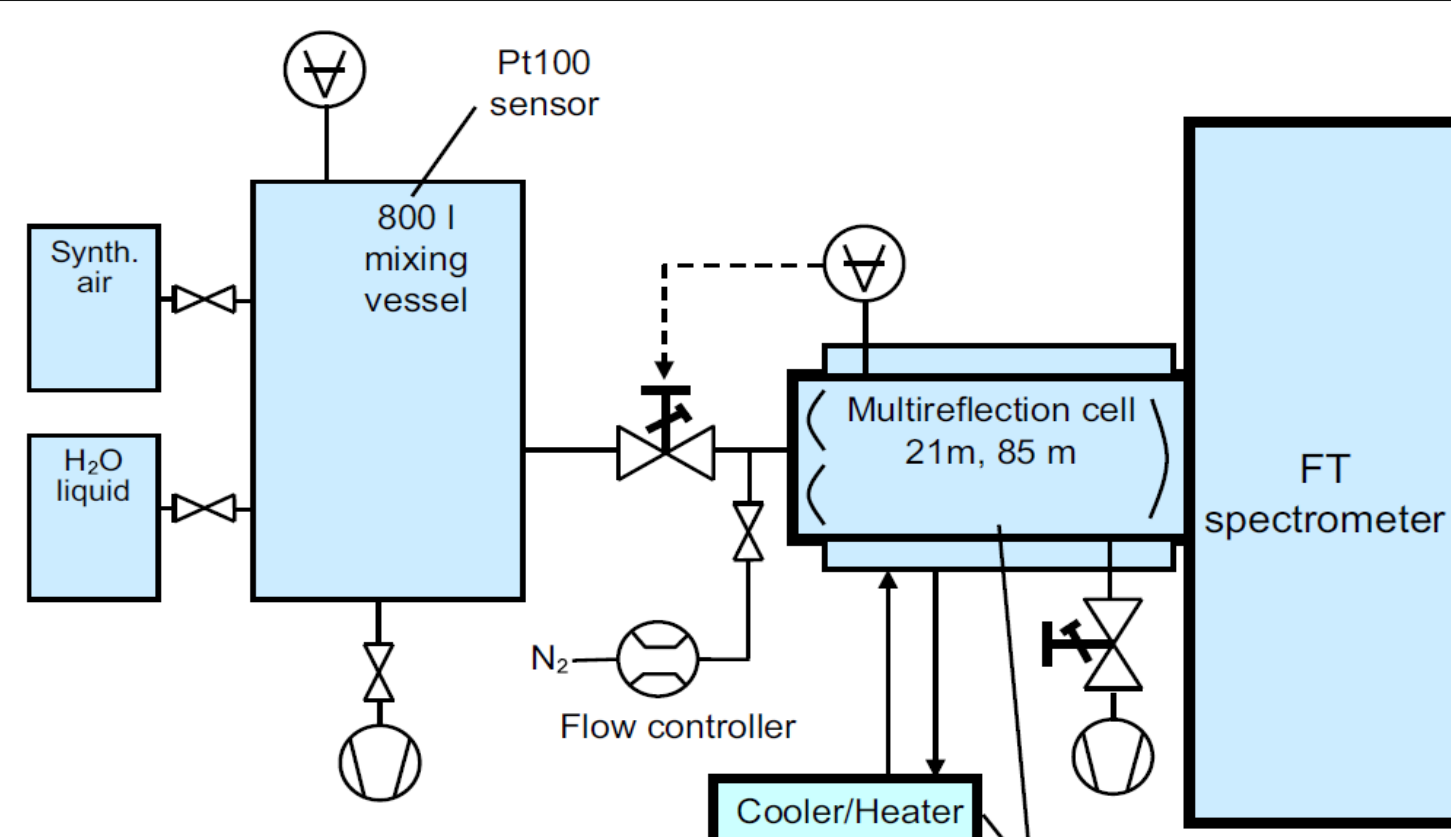 Pt100
sensor
Synth.
air
800 l
mixing
vessel
H₂O
liquid
Multireflection cell
21m, 85 m
FT
spectrometer
N₂
Flow controller
Cooler/Heater